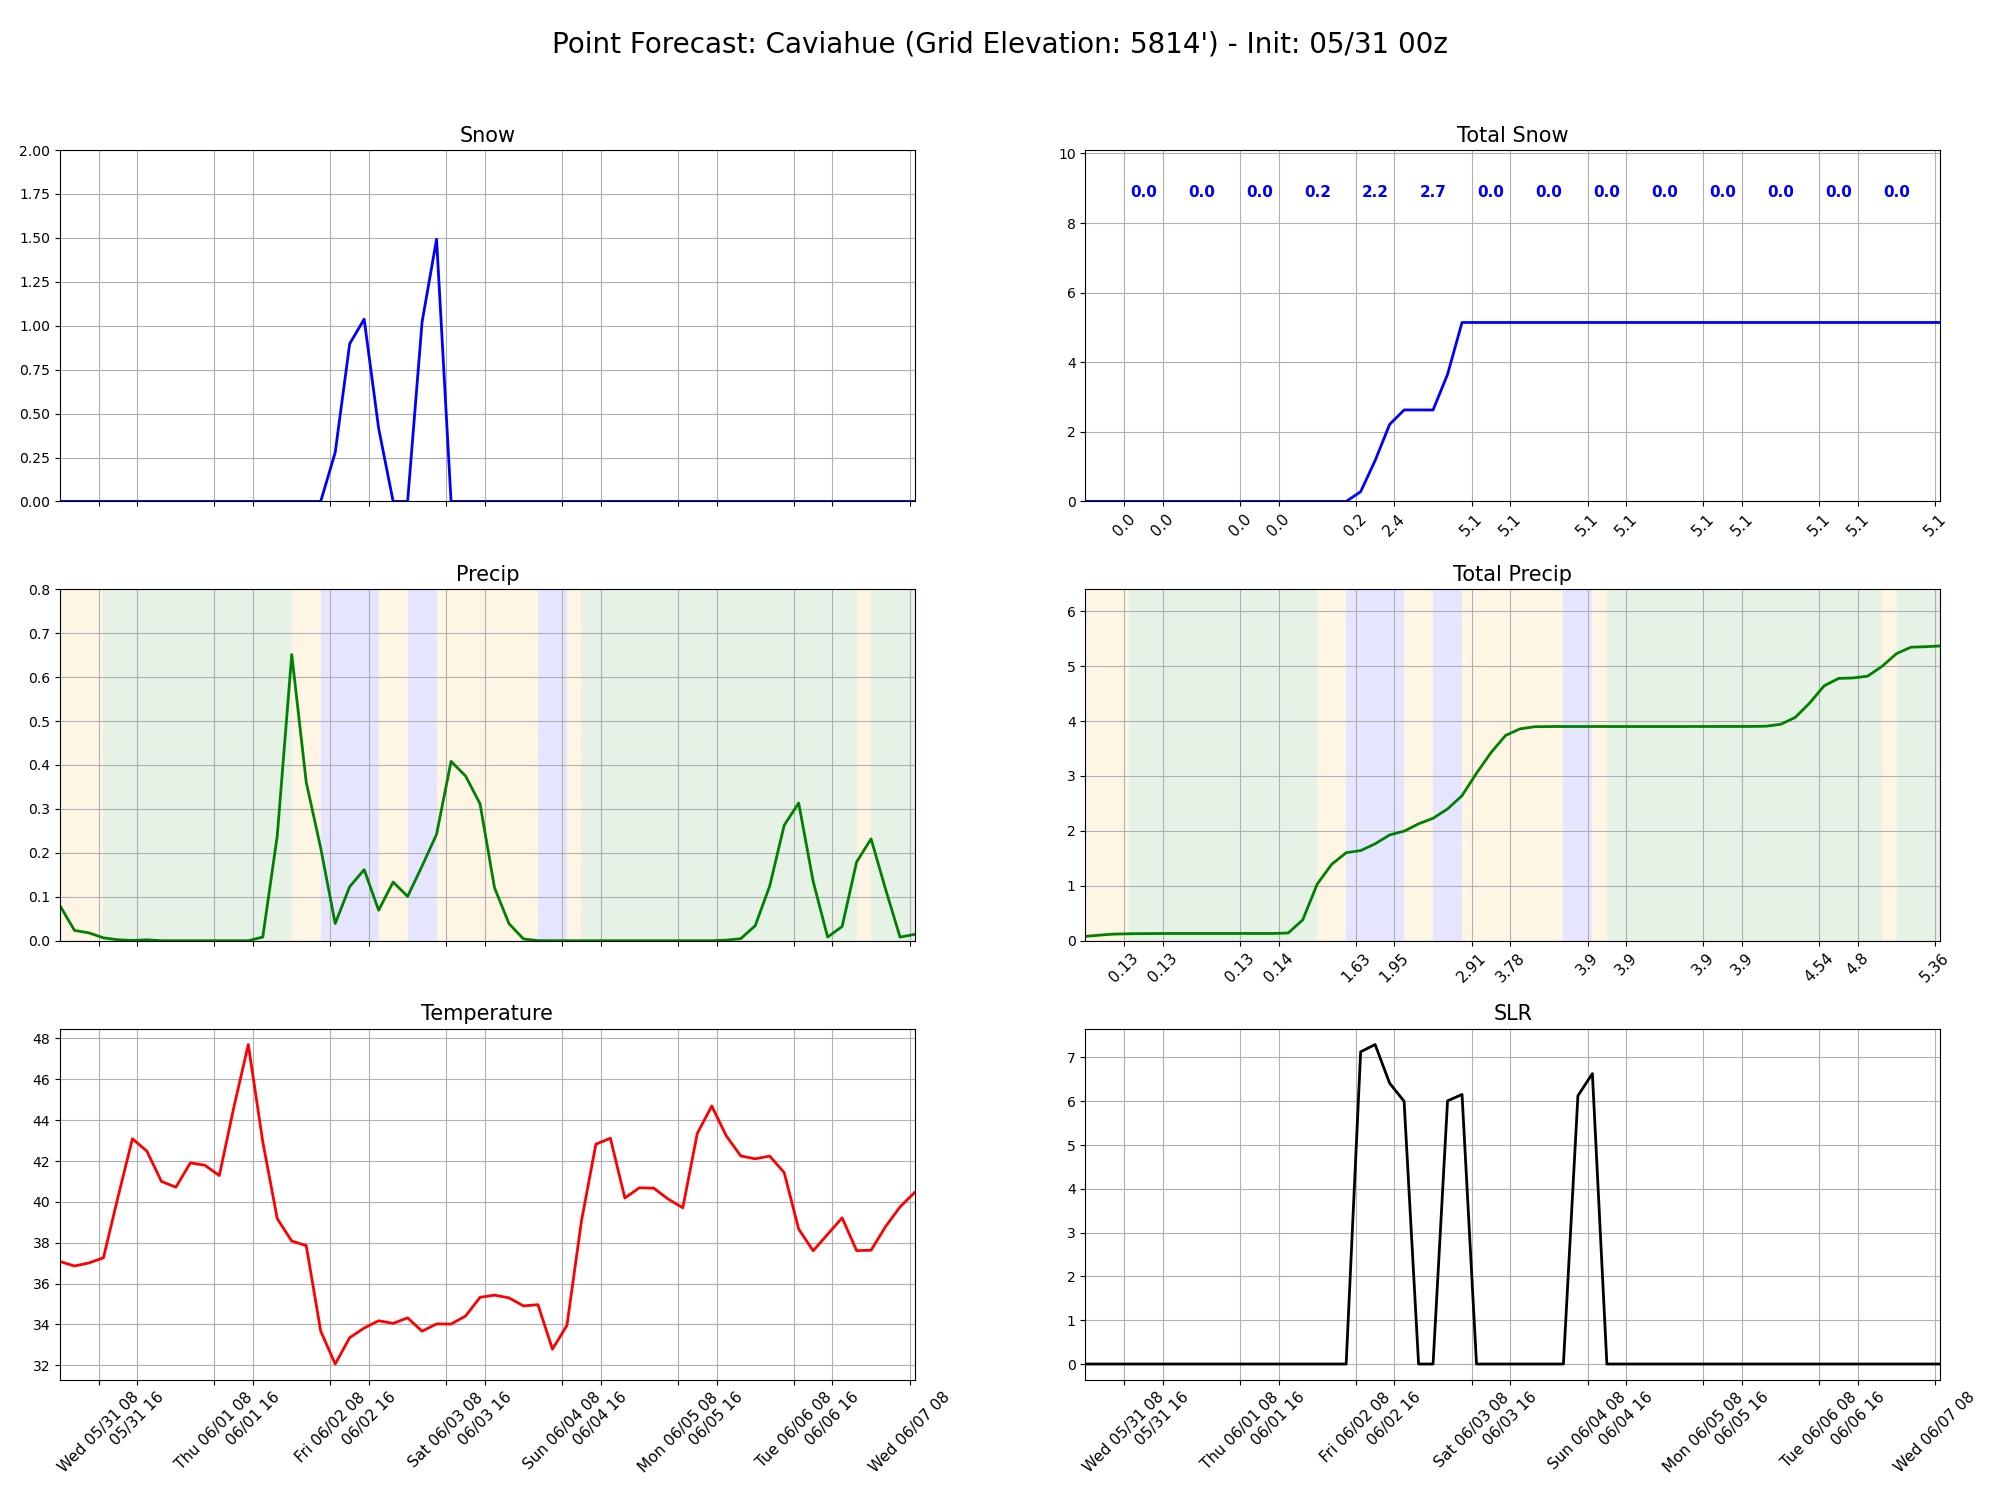 Point Forecast: Caviahue (Grid Elevation: 5814') - Init: 05/31 00z
Snow
2.00
1.75
1.50
1.25
1.00
0.75
0.50
0.25
0.00
Total Snow
10
8
6
4
2
0
0.0 0.0 0.0 0.2 2.2 2.7 0.0 0.0 0.0 0.0 0.0 0.0 0.0 0.0
0.0 0.0 0.0 0.0 0.2 2.4 5.1 5.1 5.1 5.1 5.1 5.1 5.1 5.1 5.1
Precip
0.8
0.7
0.6
0.5
0.4
0.3
0.2
0.1
0.0
Total Precip
6
5
4
3
2
1
0
0.13 0.13 0.13 0.14 1.63 1.95 2.91 3.78 3.9 3.9 3.9 3.9 4.54 4.8 5.36
Temperature
48
46
44
42
40
38
36
34
32
Wed 05/31 08
05/31 16
Thu 06/01 08
06/01 16
Fri 06/02 08
06/02 16
Sat 06/03 08
06/03 16
Sun 06/04 08
06/04 16
Mon 06/05 08
06/05 16
Tue 06/06 08
06/06 16
Wed 06/07 08
SLR
7
6
5
4
3
2
1
0
Wed 05/31 08
05/31 16
Thu 06/01 08
06/01 16
Fri 06/02 08
06/02 16
Sat 06/03 08
06/03 16
Sun 06/04 08
06/04 16
Mon 06/05 08
06/05 16
Tue 06/06 08
06/06 16
Wed 06/07 08